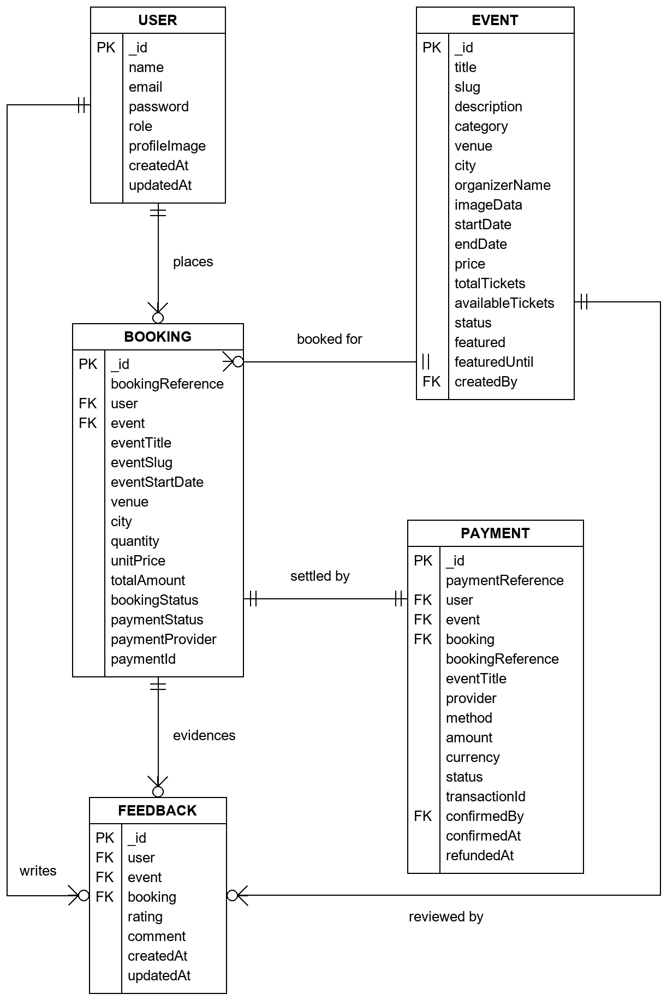 USER
PK _id
name
email
password
role
profileImage
createdAt
updatedAt
EVENT
PK _id
title
slug
description
category
venue
city
organizerName
imageData
startDate
endDate
price
totalTickets
availableTickets
status
featured
featuredUntil
FK createdBy
places
booked for
BOOKING
PK _id
bookingReference
FK user
FK event
eventTitle
eventSlug
eventStartDate
venue
city
quantity
unitPrice
totalAmount
bookingStatus
paymentStatus
paymentProvider
paymentId
settled by
PAYMENT
PK _id
paymentReference
FK user
FK event
FK booking
bookingReference
eventTitle
provider
method
amount
currency
status
transactionId
FK confirmedBy
confirmedAt
refundedAt
evidences
FEEDBACK
PK _id
FK user
FK event
FK booking
rating
comment
createdAt
updatedAt
writes
reviewed by